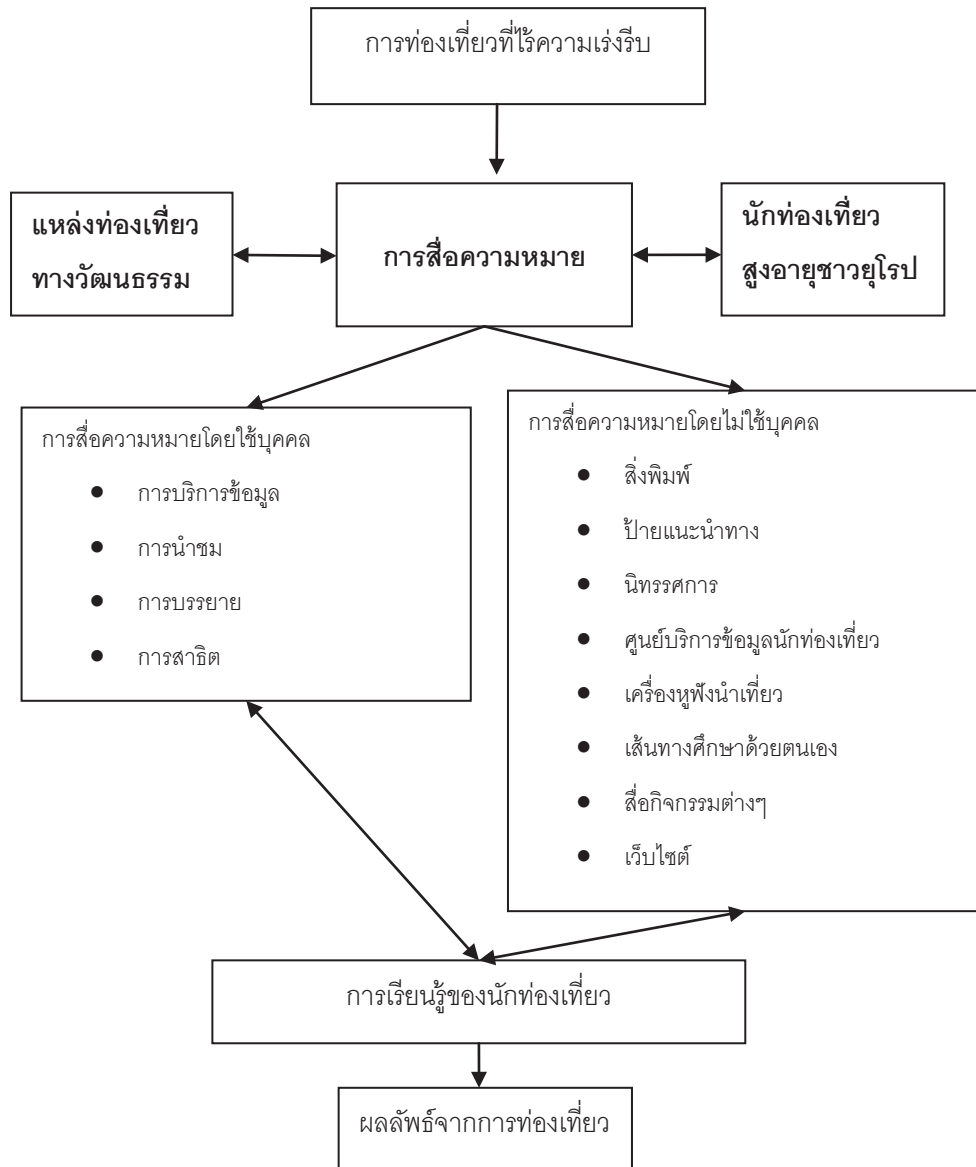 การท่องเที่ยวที่ไร้ความเร่งรีบ
แหล่งท่องเที่ยว
ทางวัฒนธรรม
การสื่อความหมาย
นักท่องเที่ยว
สูงอายุชาวยุโรป
การสื่อความหมายโดยใช้บุคคล
● การบริการข้อมูล
● การนำชม
● การบรรยาย
● การสาธิต
การสื่อความหมายโดยไม่ใช้บุคคล
● สิ่งพิมพ์
● ป้ายแนะนำทาง
● นิทรรศการ
● ศูนย์บริการข้อมูลนักท่องเที่ยว
● เครื่องหูฟังนำเที่ยว
● เส้นทางศึกษาด้วยตนเอง
● สื่อกิจกรรมต่างๆ
● เว็บไซต์
การเรียนรู้ของนักท่องเที่ยว
ผลลัพธ์จากการท่องเที่ยว